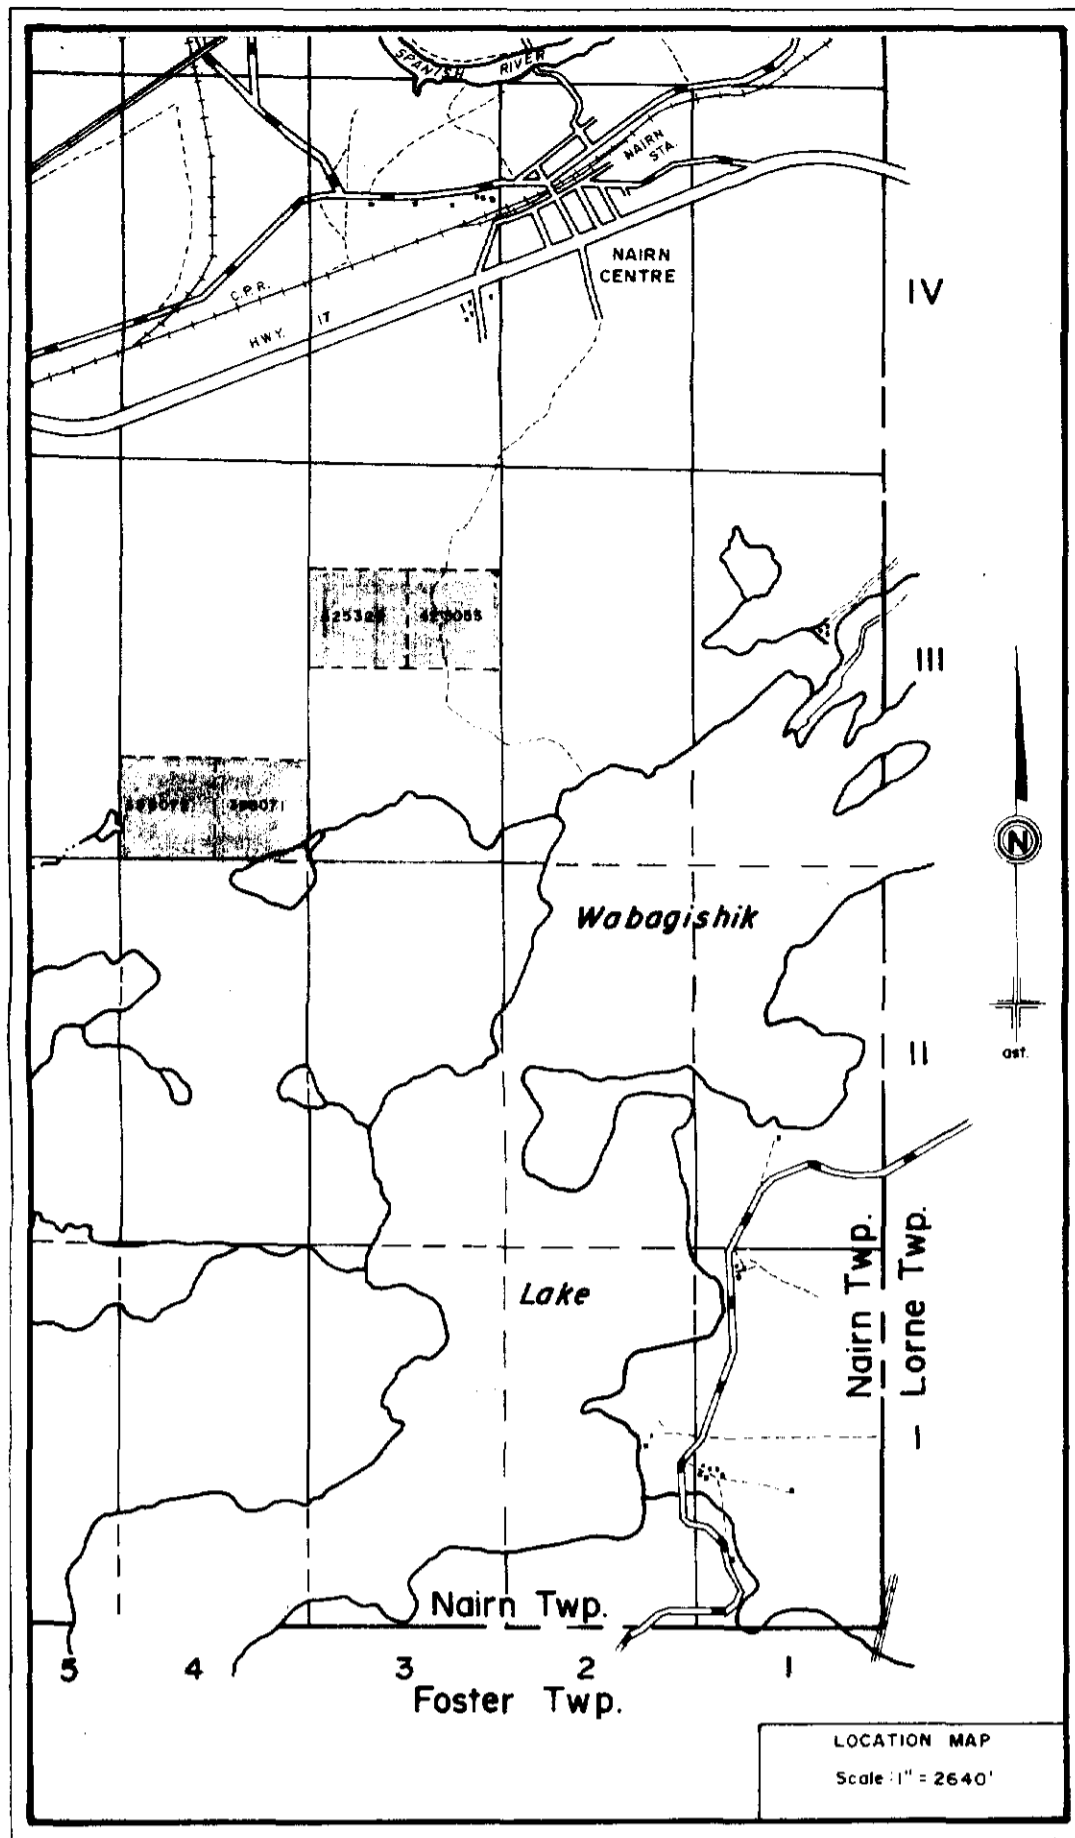 SPANISH RIVER
NAIRN
STA.
NAIRN
CENTRE
C.P.R.
HWY. 17
IV
III
N
Wabagishik
II
ast.
Nairn Twp.
Lorne Twp.
Lake
I
Nairn Twp.
5 4 3 2 1
Foster Twp.
LOCATION MAP
Scale : 1" = 2640'